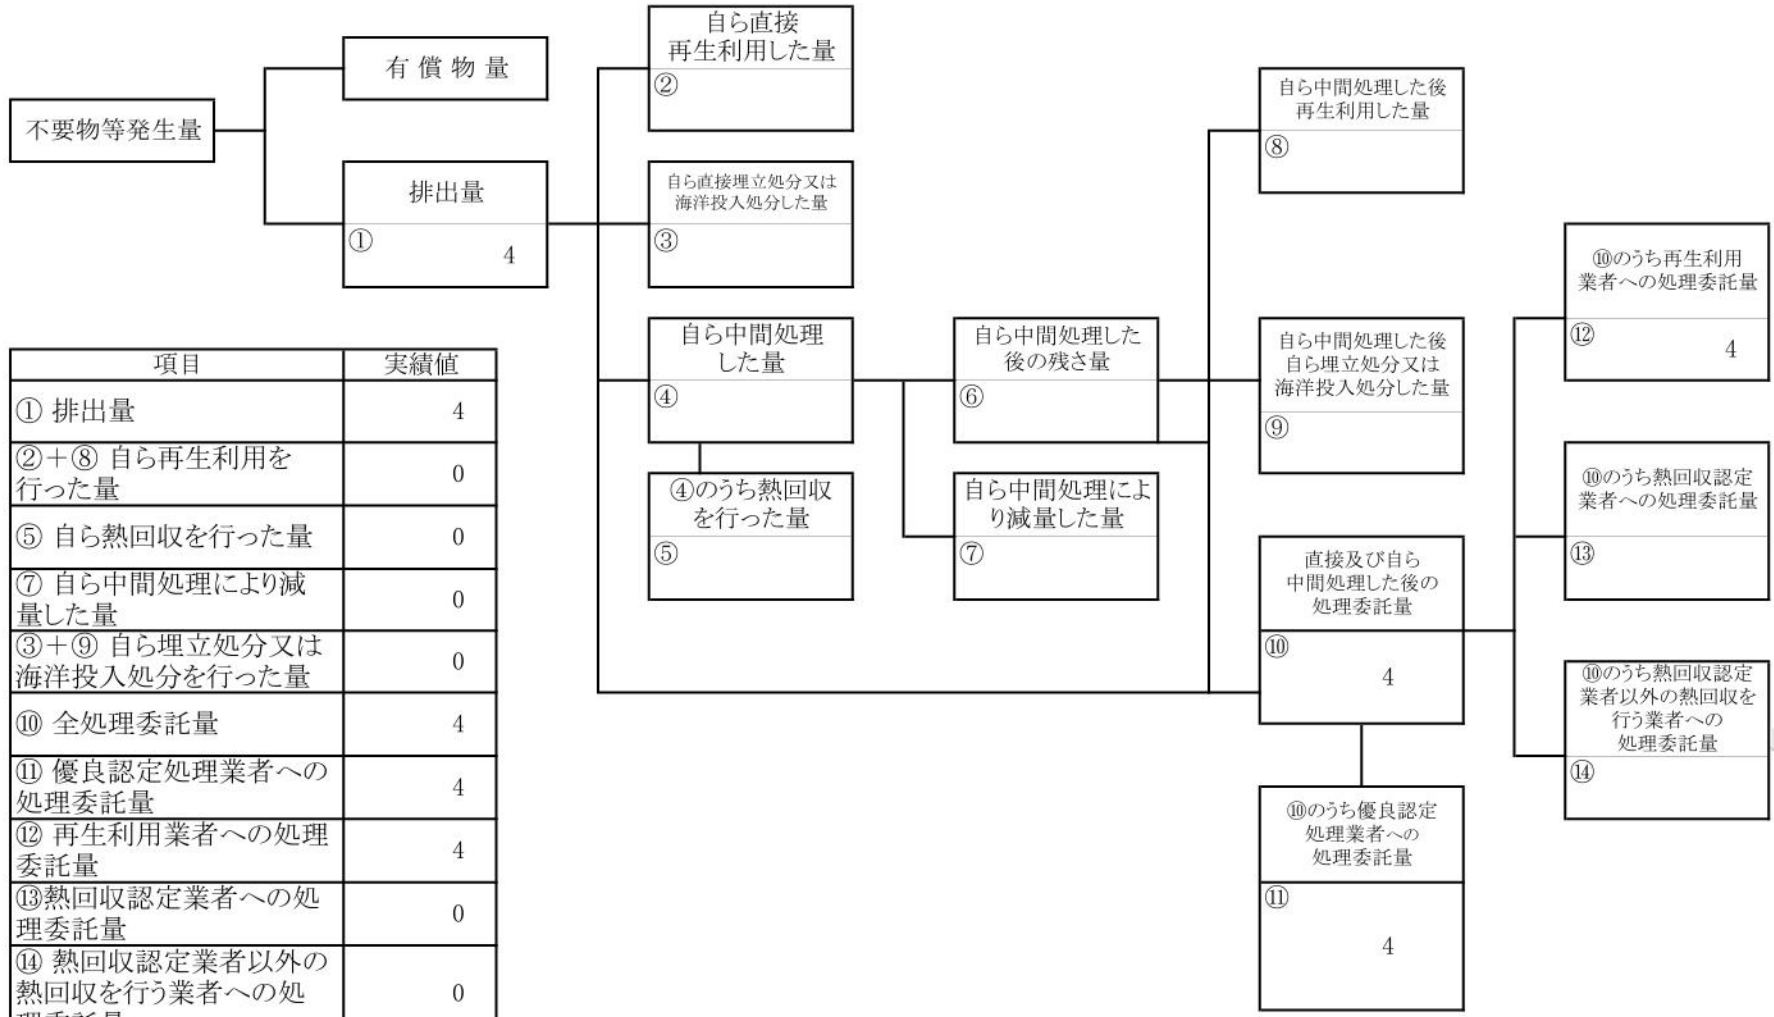 不要物等発生量
有 償 物 量
排出量
①
4
自ら直接
再生利用した量
②
自ら直接埋立処分又は
海洋投入処分した量
③
自ら中間処理
した量
④
④のうち熱回収
を行った量
⑤
自ら中間処理した
後の残さ量
⑥
自ら中間処理によ
り減量した量
⑦
自ら中間処理した後
再生利用した量
⑧
自ら中間処理した後
自ら埋立処分又は
海洋投入処分した量
⑨
直接及び自ら
中間処理した後の
処理委託量
⑩
4
⑩のうち優良認定
処理業者への
処理委託量
⑪
4
⑩のうち再生利用
業者への処理委託量
⑫
4
⑩のうち熱回収認定
業者への処理委託量
⑬
⑩のうち熱回収認定
業者以外の熱回収を
行う業者への
処理委託量
⑭
項目 実績値
① 排出量 4
②＋⑧ 自ら再生利用を
行った量 0
⑤ 自ら熱回収を行った量 0
⑦ 自ら中間処理により減
量した量 0
③＋⑨ 自ら埋立処分又は
海洋投入処分を行った量 0
⑩ 全処理委託量 4
⑪ 優良認定処理業者への
処理委託量 4
⑫ 再生利用業者への処理
委託量 4
⑬熱回収認定業者への処
理委託量 0
⑭ 熱回収認定業者以外の
熱回収を行う業者への処 0